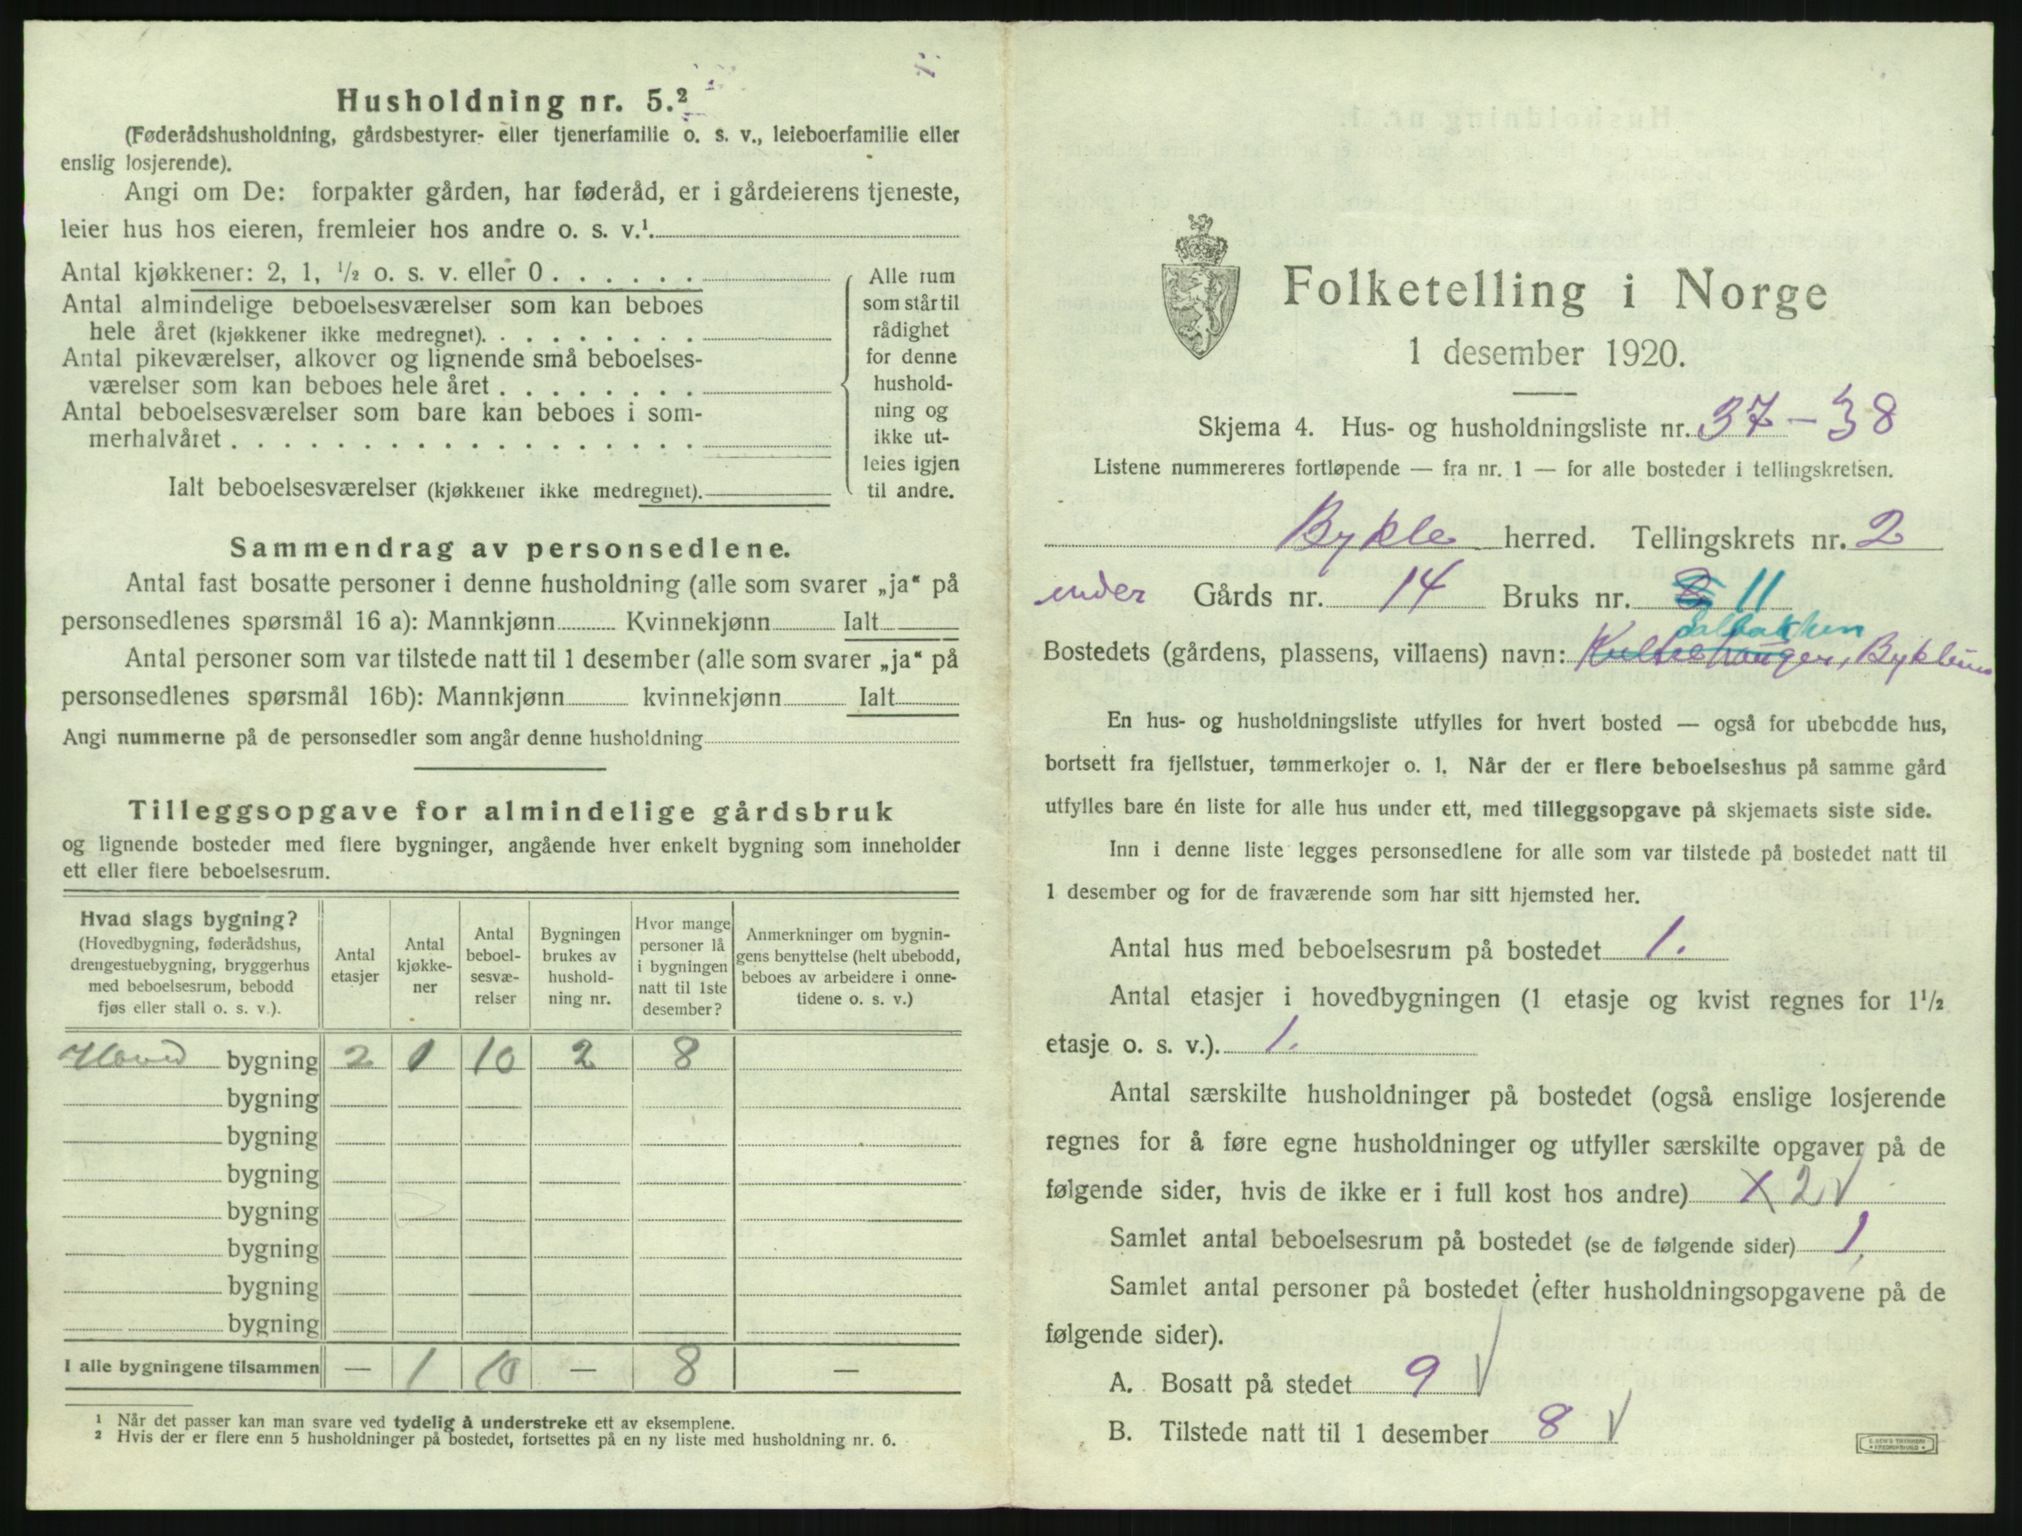 Husholdning nr. 5.²
(Føderådshusholdning, gårdsbestyrer- eller tjenerfamilie o. s. v., leieboerfamilie eller
enslig losjerende).
Angi om De: forpakter gården, har føderåd, er i gårdeierens tjeneste,
leier hus hos eieren, fremleier hos andre o. s. v.¹
Antal kjøkkener: 2, 1, ½ o. s. v. eller 0 . . . . . .
Antal almindelige beboelsesværelser som kan beboes
hele året (kjøkkener ikke medregnet). . . . . . . . .
Antal pikeværelser, alkover og lignende små beboelses-
værelser som kan beboes hele året . . . . . . . .
Antal beboelsesværelser som bare kan beboes i som-
merhalvåret . . . . . . . . . . . . . . . . . .
Ialt beboelsesværelser (kjøkkener ikke medregnet).
Alle rum
som står til
rådighet
for denne
hushold-
ning og
ikke ut-
leies igjen
til andre.
Sammendrag av personsedlene.
Antal fast bosatte personer i denne husholdning (alle som svarer „ja“ på
personsedlenes spørsmål 16 a): Mannkjønn Kvinnekjønn Ialt
Antal personer som var tilstede natt til 1 desember (alle som svarer „ja“ på
personsedlenes spørsmål 16b): Mannkjønn kvinnekjønn Ialt
Angi nummerne på de personsedler som angår denne husholdning
Tilleggsopgave for almindelige gårdsbruk
og lignende bosteder med flere bygninger, angående hver enkelt bygning som inneholder
ett eller flere beboelsesrum.
Hvad slags bygning?
(Hovedbygning, føderådshus,
drengestuebygning, bryggerhus
med beboelsesrum, bebodd
fjøs eller stall o. s. v.).
Antal
etasjer
Antal
kjøkke-
ner
Antal
beboel-
sesvæ-
relser
Bygningen
brukes av
hushold-
ning nr.
Hvor mange
personer lå
i bygningen
natt til 1ste
desember?
Anmerkninger om bygnin-
gens benyttelse (helt ubebodd,
beboes av arbeidere i onne-
tidene o. s. v.)
Hoved bygning 2 1 10 2 8
bygning
bygning
bygning
bygning
bygning
bygning
bygning
I alle bygningene tilsammen — 1 10 — 8 —
¹ Når det passer kan man svare ved tydelig å understreke ett av eksemplene.
² Hvis der er flere enn 5 husholdninger på bostedet, fortsettes på en ny liste med husholdning nr. 6.
Folketelling i Norge
1 desember 1920.
Skjema 4. Hus- og husholdningsliste nr. 37 - 38
Listene nummereres fortløpende — fra nr. 1 — for alle bosteder i tellingskretsen.
Bykle herred. Tellingskrets nr. 2
under Gårds nr. 14 Bruks nr. 11
Bostedets (gårdens, plassens, villaens) navn:
En hus- og husholdningsliste utfylles for hvert bosted — også for ubebodde hus,
bortsett fra fjellstuer, tømmerkojer o. l. Når der er flere beboelseshus på samme gård
utfylles bare én liste for alle hus under ett, med tilleggsopgave på skjemaets siste side.
Inn i denne liste legges personsedlene for alle som var tilstede på bostedet natt til
1 desember og for de fraværende som har sitt hjemsted her.
Antal hus med beboelsesrum på bostedet 1.
Antal etasjer i hovedbygningen (1 etasje og kvist regnes for 1½
etasje o. s. v.). 1.
Antal særskilte husholdninger på bostedet (også enslige losjerende
regnes for å føre egne husholdninger og utfyller særskilte opgaver på de
følgende sider, hvis de ikke er i full kost hos andre) x 2 √
Samlet antal beboelsesrum på bostedet (se de følgende sider) 1
Samlet antal personer på bostedet (efter husholdningsopgavene på de
følgende sider).
A. Bosatt på stedet 9 √
B. Tilstede natt til 1 desember 8 √